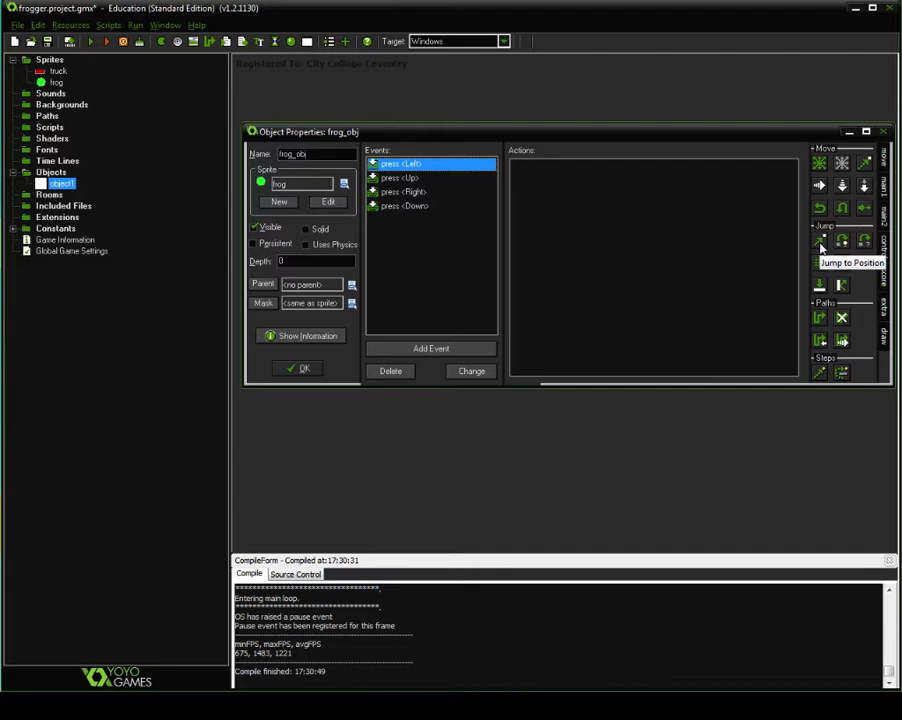 frogger.project.gmx* - Education (Standard Edition) (v1.2.1130)
File Edit Resources Scripts Run Window Help
Target: Windows
Registered To: City College Coventry
Sprites
truck
frog
Sounds
Backgrounds
Paths
Scripts
Shaders
Fonts
Time Lines
Objects
object1
Rooms
Included Files
Extensions
Constants
Game Information
Global Game Settings
Object Properties: frog_obj
Name: frog_obj
Sprite
frog
New Edit
Visible Solid
Persistent Uses Physics
Depth: 0
Parent <no parent>
Mask <same as sprite>
Show Information
OK
Events:
press <Left>
press <Up>
press <Right>
press <Down>
Add Event
Delete Change
Actions:
Move
Jump
Jump to Position
Paths
Steps
move
main1
main2
score
extra
draw
CompileForm - Compiled at:17:30:31
Compile Source Control
****************************************
Entering main loop.
****************************************
OS has raised a pause event
Pause event has been registered for this frame
minFPS, maxFPS, avgFPS
675, 1483, 1221
Compile finished: 17:30:49
YOYO
GAMES